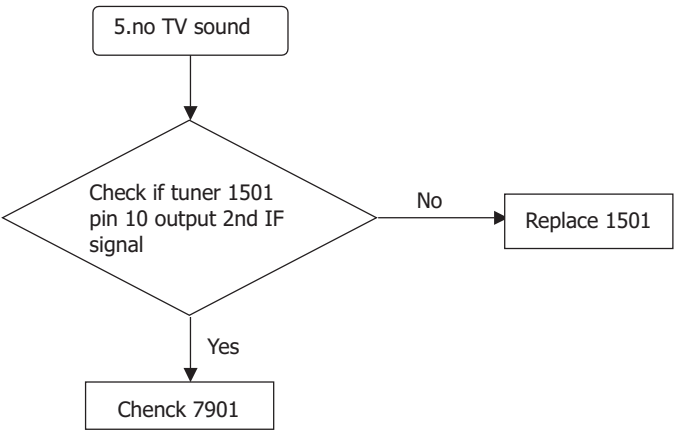 5.no TV sound
Check if tuner 1501
pin 10 output 2nd IF
signal
No
Replace 1501
Yes
Chenck 7901